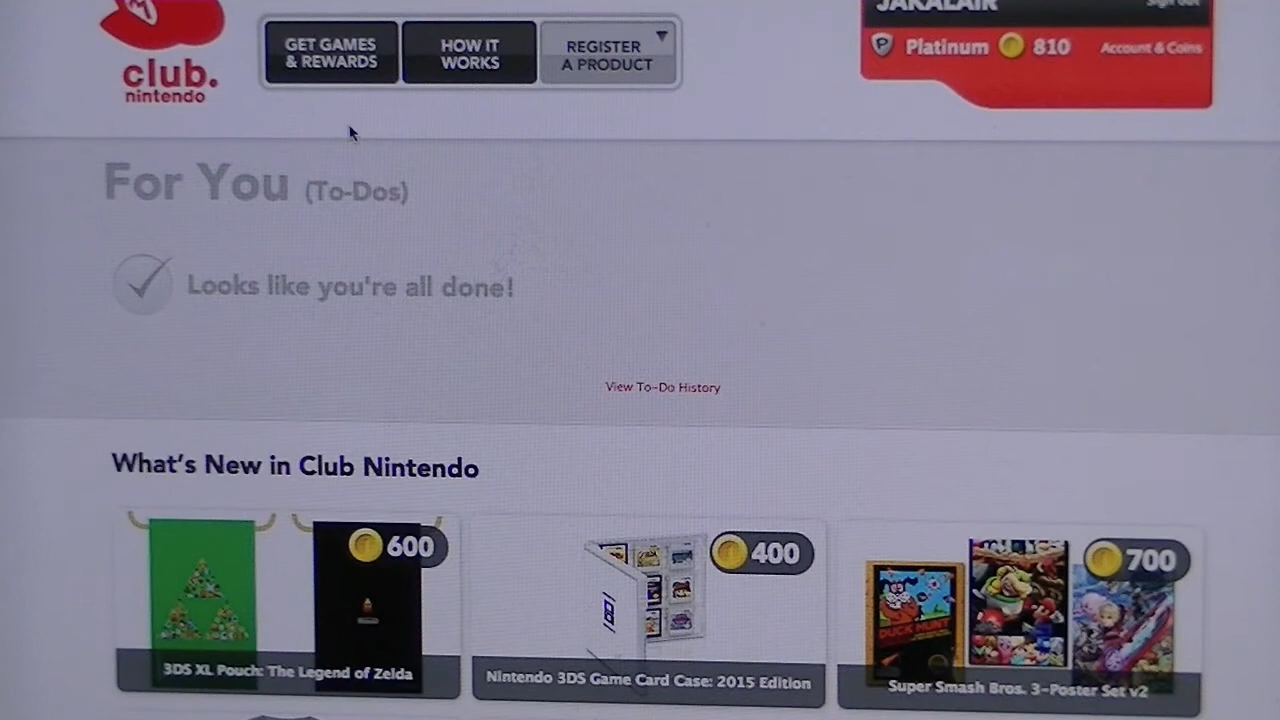 JAKALAIR
Sign Out
club.
nintendo
GET GAMES
& REWARDS
HOW IT
WORKS
REGISTER
A PRODUCT
Platinum 810 Account & Coins
For You (To-Dos)
Looks like you're all done!
View To-Do History
What's New in Club Nintendo
600
400
700
DUCK HUNT
3DS XL Pouch: The Legend of Zelda
Nintendo 3DS Game Card Case: 2015 Edition
Super Smash Bros. 3-Poster Set v2